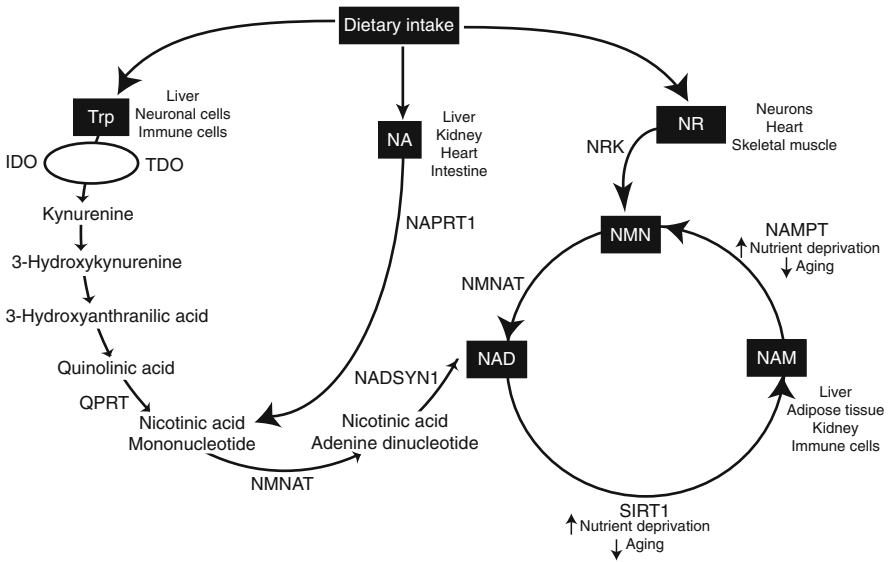 Dietary intake
Trp
Liver
Neuronal cells
Immune cells
IDO
TDO
Kynurenine
3-Hydroxykynurenine
3-Hydroxyanthranilic acid
Quinolinic acid
QPRT
Nicotinic acid
Mononucleotide
NMNAT
NA
Liver
Kidney
Heart
Intestine
NAPRT1
Nicotinic acid
Adenine dinucleotide
NADSYN1
NR
Neurons
Heart
Skeletal muscle
NRK
NMN
NMNAT
NAD
NAMPT
↑ Nutrient deprivation
↓ Aging
NAM
Liver
Adipose tissue
Kidney
Immune cells
SIRT1
↑ Nutrient deprivation
↓ Aging